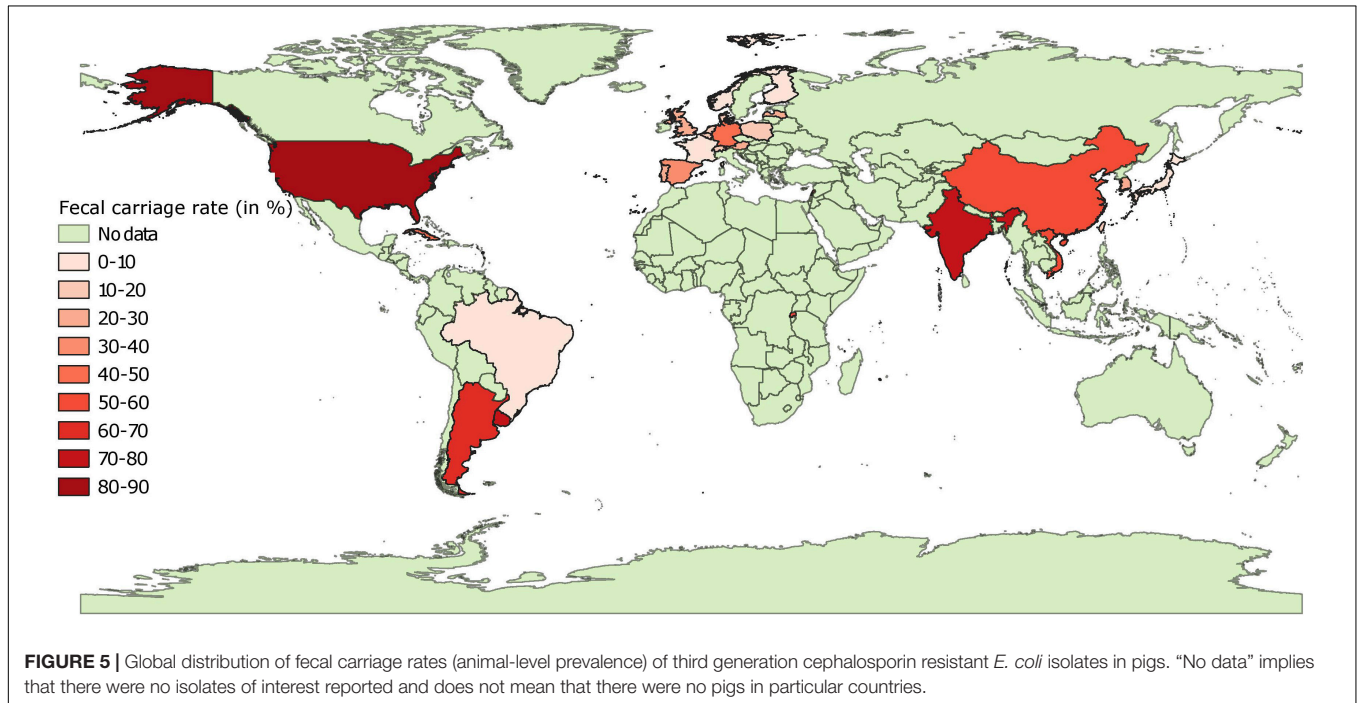 Fecal carriage rate (in %)
No data
0-10
10-20
20-30
30-40
40-50
50-60
60-70
70-80
80-90
FIGURE 5 | Global distribution of fecal carriage rates (animal-level prevalence) of third generation cephalosporin resistant E. coli isolates in pigs. “No data” implies
that there were no isolates of interest reported and does not mean that there were no pigs in particular countries.